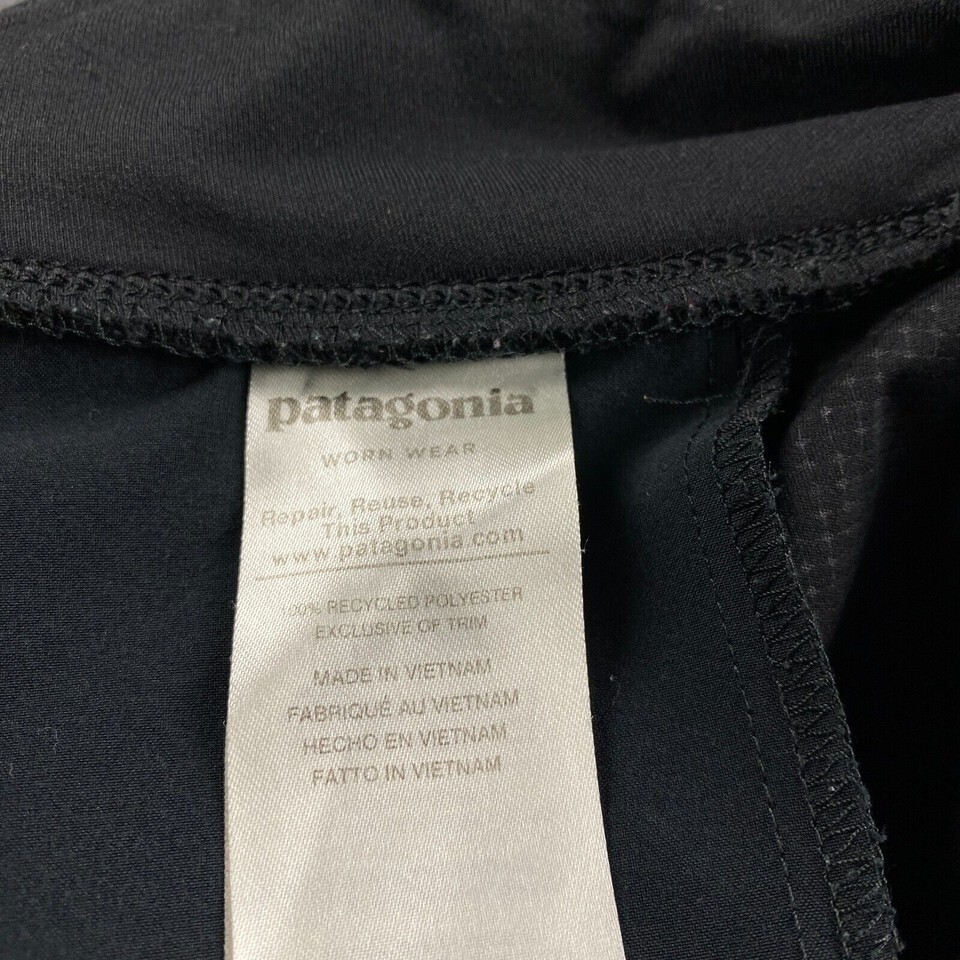 patagonia
WORN WEAR
Repair, Reuse, Recycle
This Product
www.patagonia.com
100% RECYCLED POLYESTER
EXCLUSIVE OF TRIM
MADE IN VIETNAM
FABRIQUÉ AU VIETNAM
HECHO EN VIETNAM
FATTO IN VIETNAM